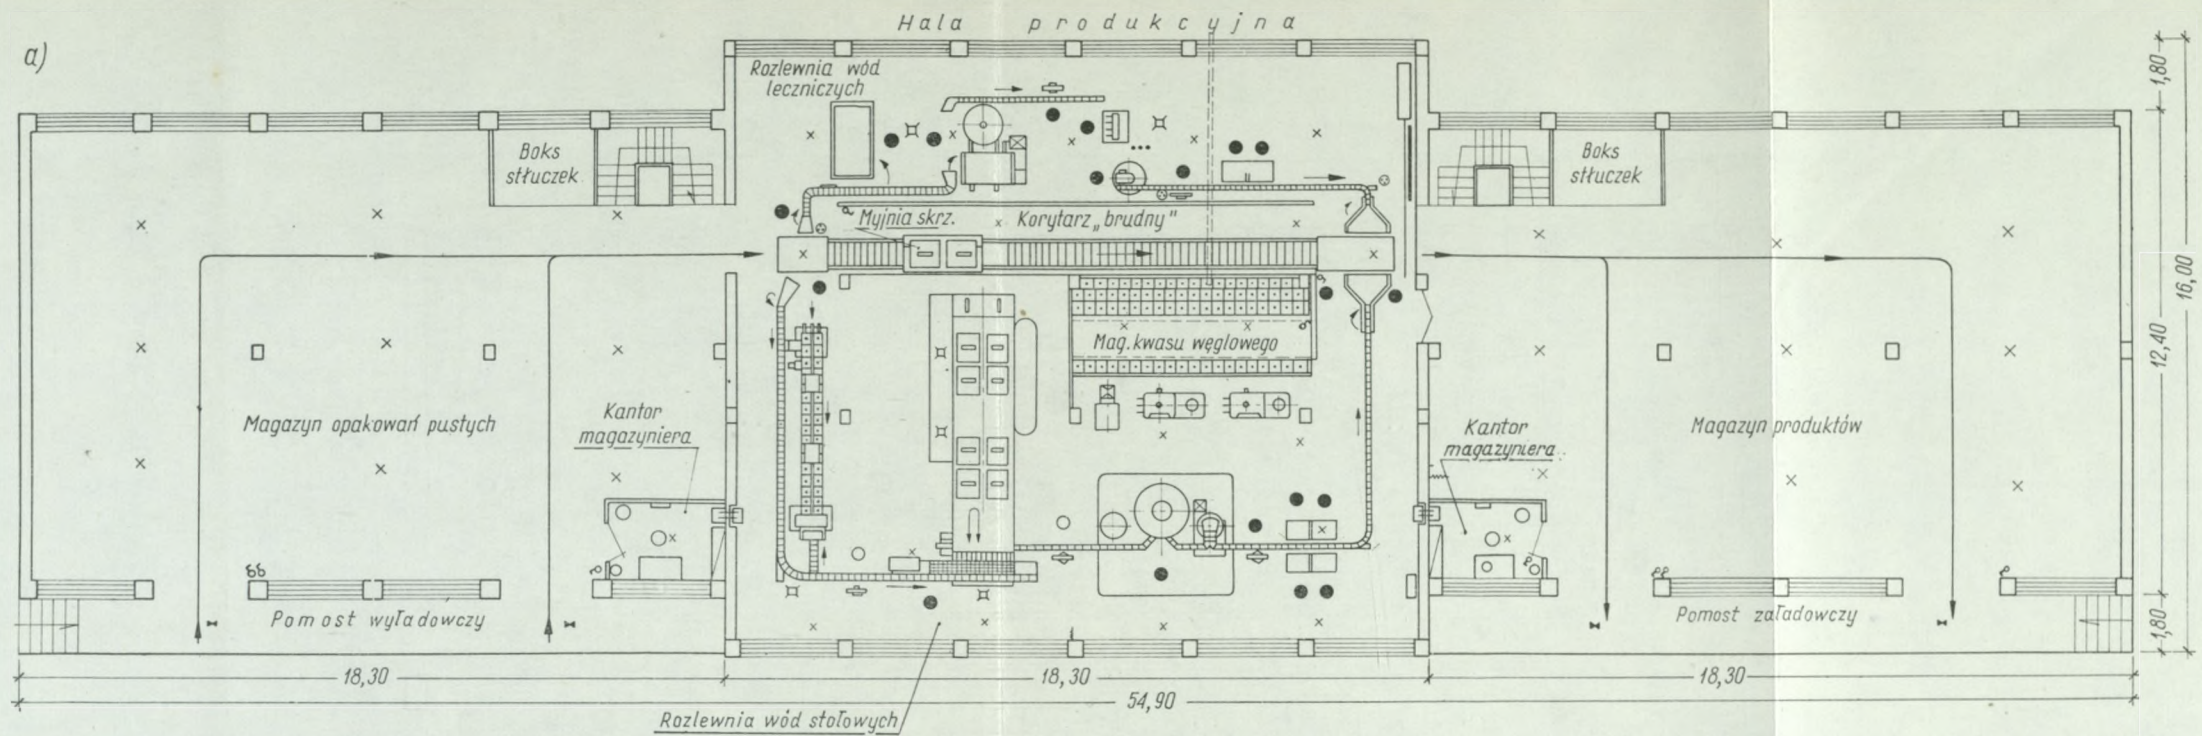 a)
Hala produkcyjna
Rozlewnia wód
leczniczych
Boks
stłuczek
Myjnia skrz.
Korytarz „brudny"
Boks
stłuczek
Mag. kwasu węglowego
Magazyn opakowań pustych
Kantor
magazyniera
Kantor
magazyniera
Magazyn produktów
Pomost wyładowczy
Pomost załadowczy
1,80
12,40
1,80
16,00
18,30
18,30
18,30
54,90
Rozlewnia wód stołowych